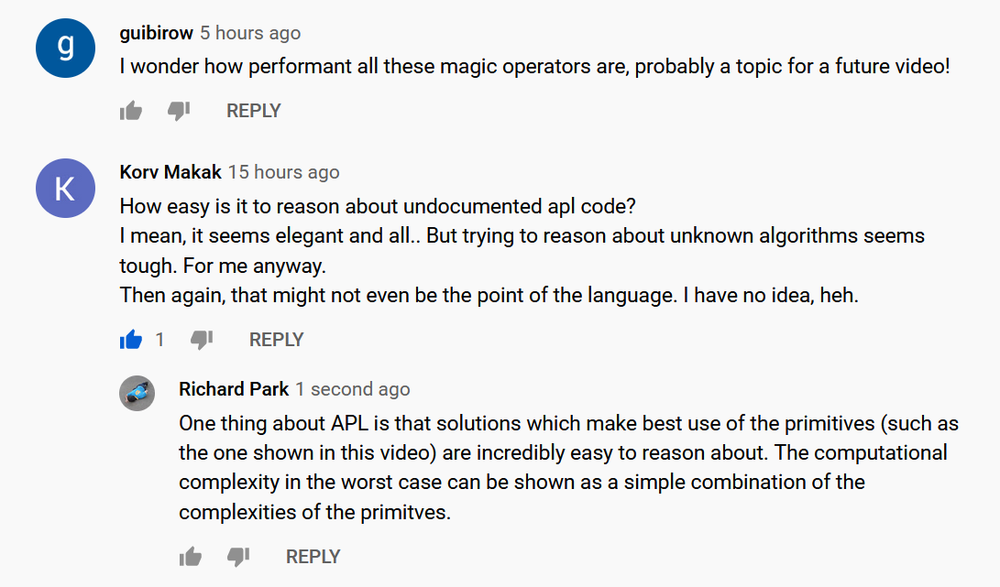 g
guibirow 5 hours ago
I wonder how performant all these magic operators are, probably a topic for a future video!
REPLY
K
Korv Makak 15 hours ago
How easy is it to reason about undocumented apl code?
I mean, it seems elegant and all.. But trying to reason about unknown algorithms seems
tough. For me anyway.
Then again, that might not even be the point of the language. I have no idea, heh.
1 REPLY
Richard Park 1 second ago
One thing about APL is that solutions which make best use of the primitives (such as
the one shown in this video) are incredibly easy to reason about. The computational
complexity in the worst case can be shown as a simple combination of the
complexities of the primitves.
REPLY